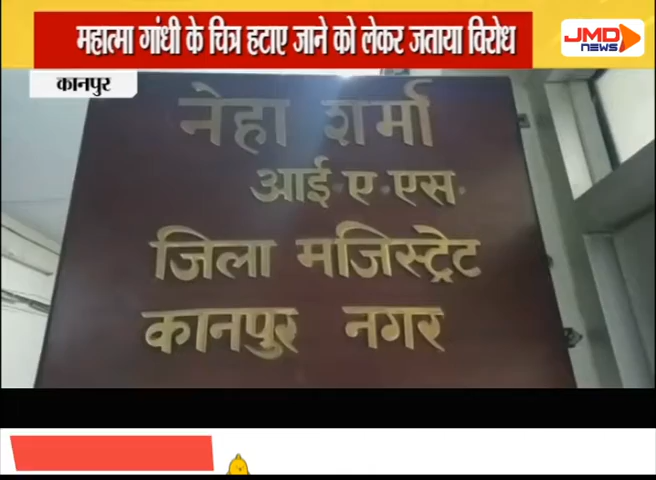 महात्मा गांधी के चित्र हटाए जाने को लेकर जताया विरोध
JMD
NEWS
कानपुर
नेहा शर्मा
आई·ए·एस·
जिला मजिस्ट्रेट
कानपुर नगर